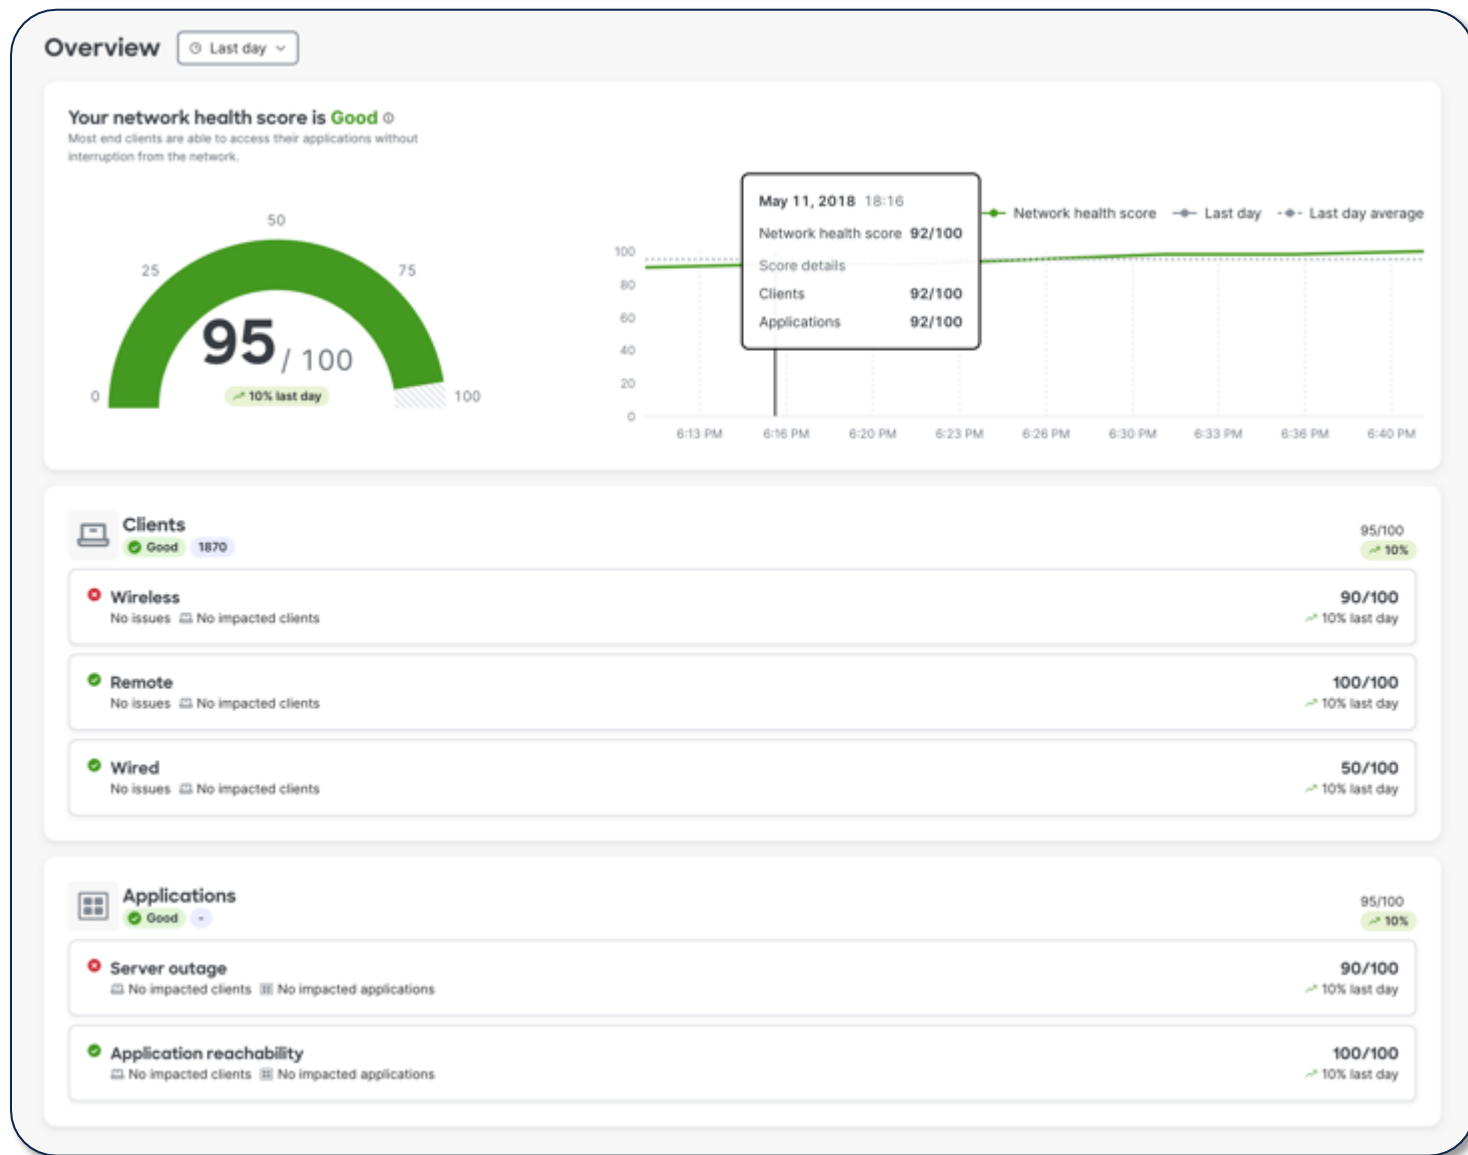 Overview Last day
Your network health score is Good
Most end clients are able to access their applications without
interruption from the network.
0
25
50
75
100
95 / 100
10% last day
May 11, 2018 18:16
Network health score 92/100
Score details
Clients 92/100
Applications 92/100
Network health score Last day Last day average
100
80
60
40
20
0
6:13 PM 6:16 PM 6:20 PM 6:23 PM 6:26 PM 6:30 PM 6:33 PM 6:36 PM 6:40 PM
Clients
Good 1870
95/100
10%
Wireless
No issues No impacted clients
90/100
10% last day
Remote
No issues No impacted clients
100/100
10% last day
Wired
No issues No impacted clients
50/100
10% last day
Applications
Good -
95/100
10%
Server outage
No impacted clients No impacted applications
90/100
10% last day
Application reachability
No impacted clients No impacted applications
100/100
10% last day